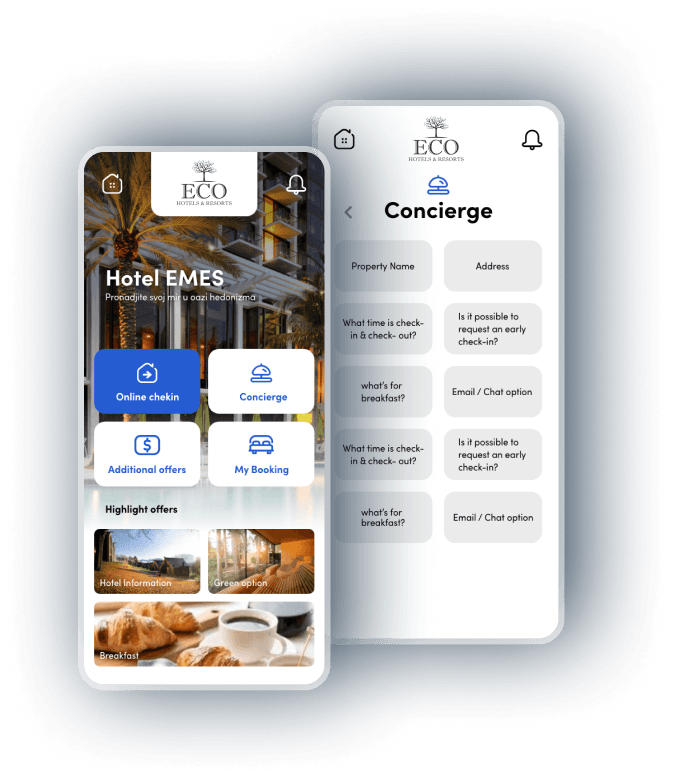 ECO
HOTELS & RESORTS
Hotel EMES
Pronadjite svoj mir u oazi hedonizma
Online chekin
Concierge
Additional offers
My Booking
Highlight offers
Hotel Information
Green option
Breakfast
ECO
HOTELS & RESORTS
Concierge
Property Name
Address
What time is check-
in & check- out?
Is it possible to
request an early
check-in?
what's for
breakfast?
Email / Chat option
What time is check-
in & check- out?
Is it possible to
request an early
check-in?
what's for
breakfast?
Email / Chat option